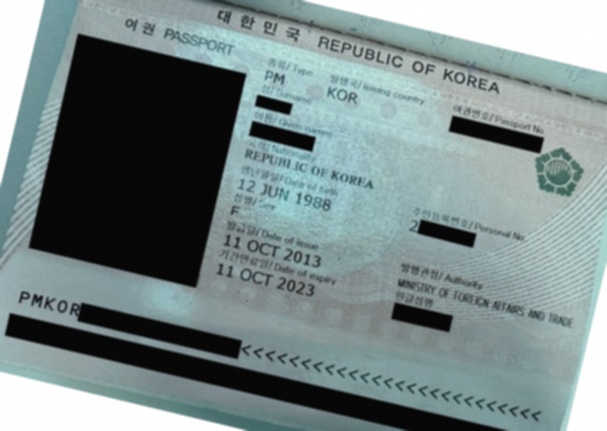 대한민국 REPUBLIC OF KOREA
여권 PASSPORT
종류/Type 발행국/Issuing country 여권번호/Passport No.
PM KOR
성/Surname
이름/Given names
국적/Nationality
REPUBLIC OF KOREA
생년월일/Date of birth 주민등록번호/Personal No.
12 JUN 1988 2
성별/Sex
F
발급일/Date of issue 발행관청/Authority
11 OCT 2013 MINISTRY OF FOREIGN AFFAIRS AND TRADE
기간만료일/Date of expiry 한글성명
11 OCT 2023
PMKOR<<<<<<<<<<<<<<<<<<<<<<<<<<<